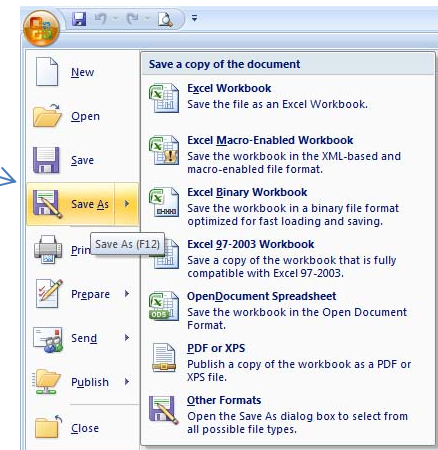 New
Open
Save
Save As
Save As (F12)
Prin
Prepare
Send
Publish
Close
Save a copy of the document
Excel Workbook
Save the file as an Excel Workbook.
Excel Macro-Enabled Workbook
Save the workbook in the XML-based and
macro-enabled file format.
Excel Binary Workbook
Save the workbook in a binary file format
optimized for fast loading and saving.
Excel 97-2003 Workbook
Save a copy of the workbook that is fully
compatible with Excel 97-2003.
OpenDocument Spreadsheet
Save the workbook in the Open Document
Format.
ODS
PDF or XPS
Publish a copy of the workbook as a PDF or
XPS file.
Other Formats
Open the Save As dialog box to select from
all possible file types.